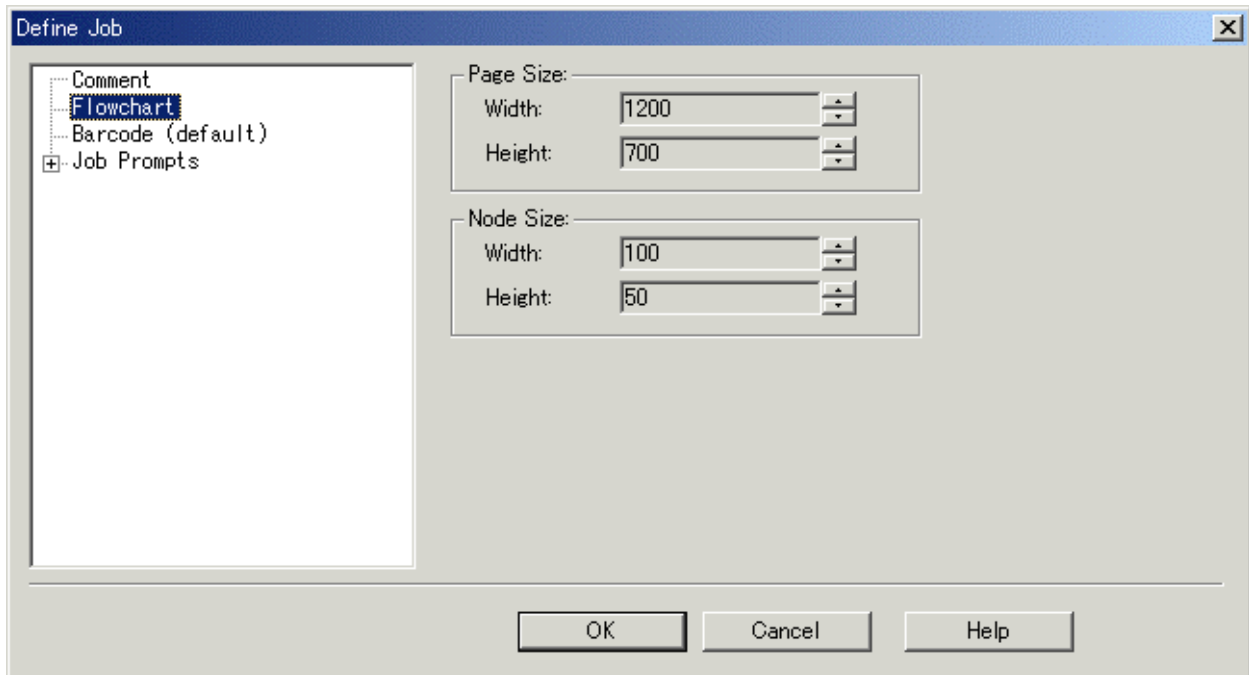 Define Job
Comment
Flowchart
Barcode (default)
Job Prompts
Page Size:
Width: 1200
Height: 700
Node Size:
Width: 100
Height: 50
OK Cancel Help